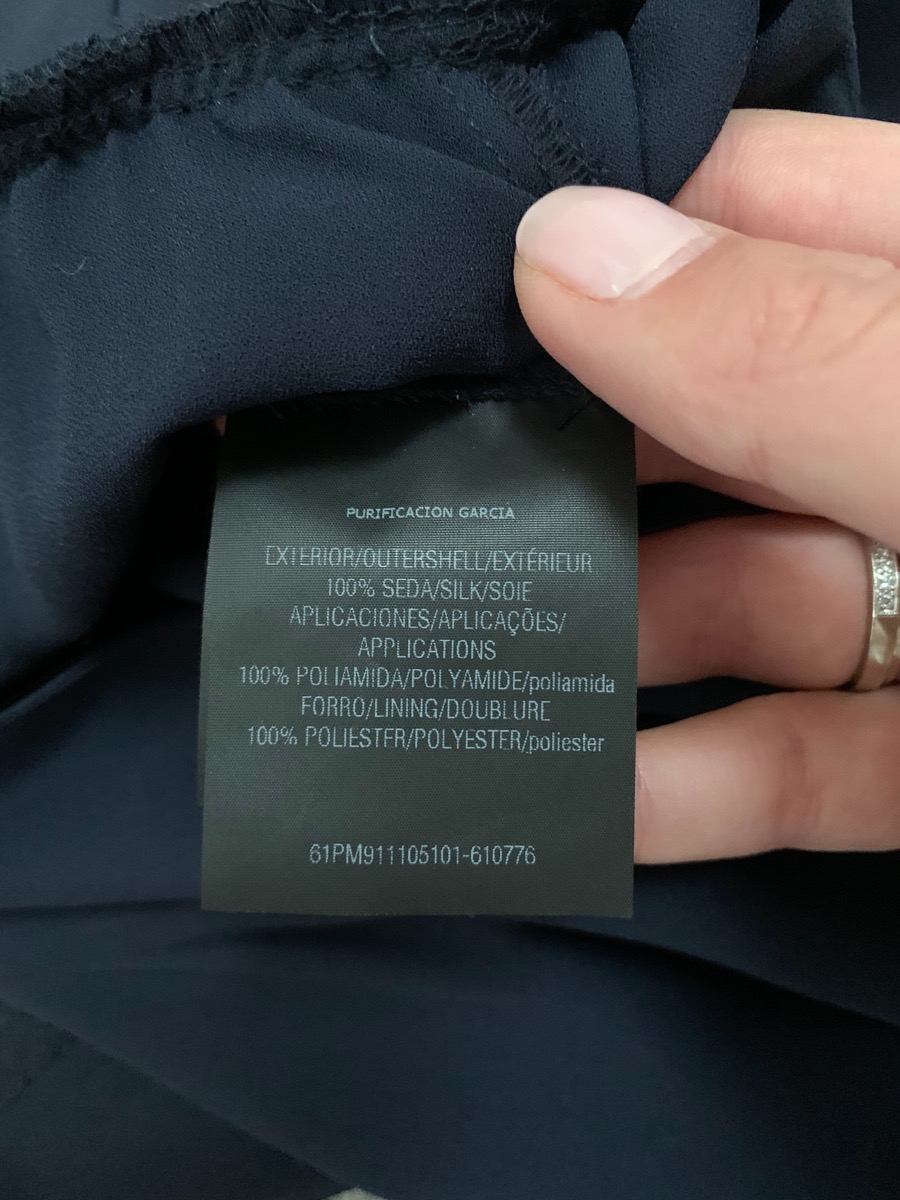 PURIFICACION GARCIA
EXTERIOR/OUTERSHELL/EXTÉRIEUR
100% SEDA/SILK/SOIE
APLICACIONES/APLICAÇÕES/
APPLICATIONS
100% POLIAMIDA/POLYAMIDE/poliamida
FORRO/LINING/DOUBLURE
100% POLIESTER/POLYESTER/poliester
61PM911105101-610776